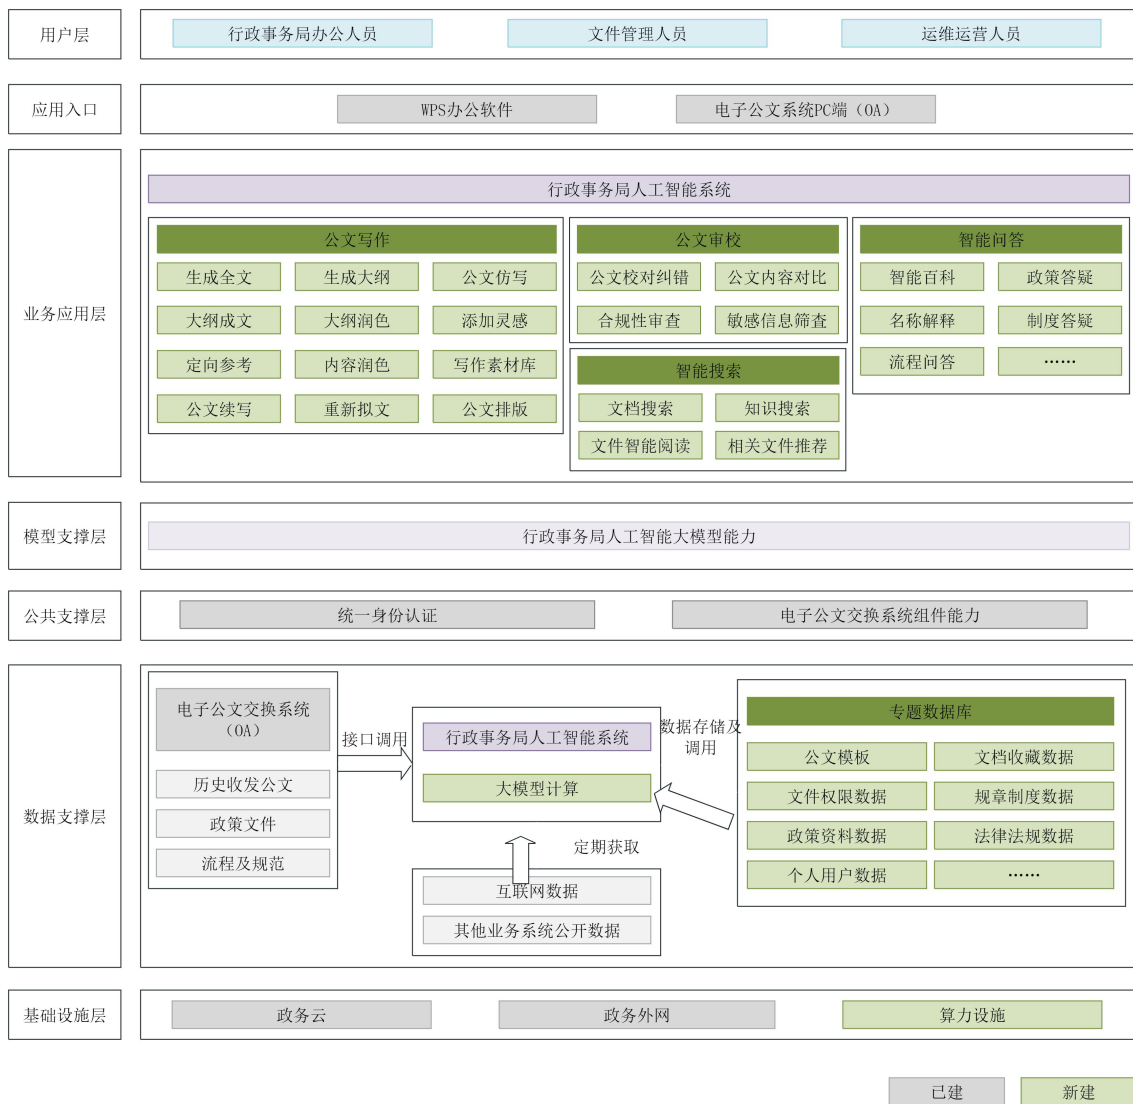 用户层
行政事务局办公人员
文件管理人员
运维运营人员
应用入口
WPS办公软件
电子公文系统PC端（OA）
业务应用层
行政事务局人工智能系统
公文写作
生成全文
生成大纲
公文仿写
大纲成文
大纲润色
添加灵感
定向参考
内容润色
写作素材库
公文续写
重新拟文
公文排版
公文审校
公文校对纠错
公文内容对比
合规性审查
敏感信息筛查
智能搜索
文档搜索
知识搜索
文件智能阅读
相关文件推荐
智能问答
智能百科
政策答疑
名称解释
制度答疑
流程问答
……
模型支撑层
行政事务局人工智能大模型能力
公共支撑层
统一身份认证
电子公文交换系统组件能力
数据支撑层
电子公文交换系统
（OA）
历史收发公文
政策文件
流程及规范
接口调用
行政事务局人工智能系统
大模型计算
定期获取
互联网数据
其他业务系统公开数据
数据存储及
调用
专题数据库
公文模板
文档收藏数据
文件权限数据
规章制度数据
政策资料数据
法律法规数据
个人用户数据
……
基础设施层
政务云
政务外网
算力设施
已建
新建